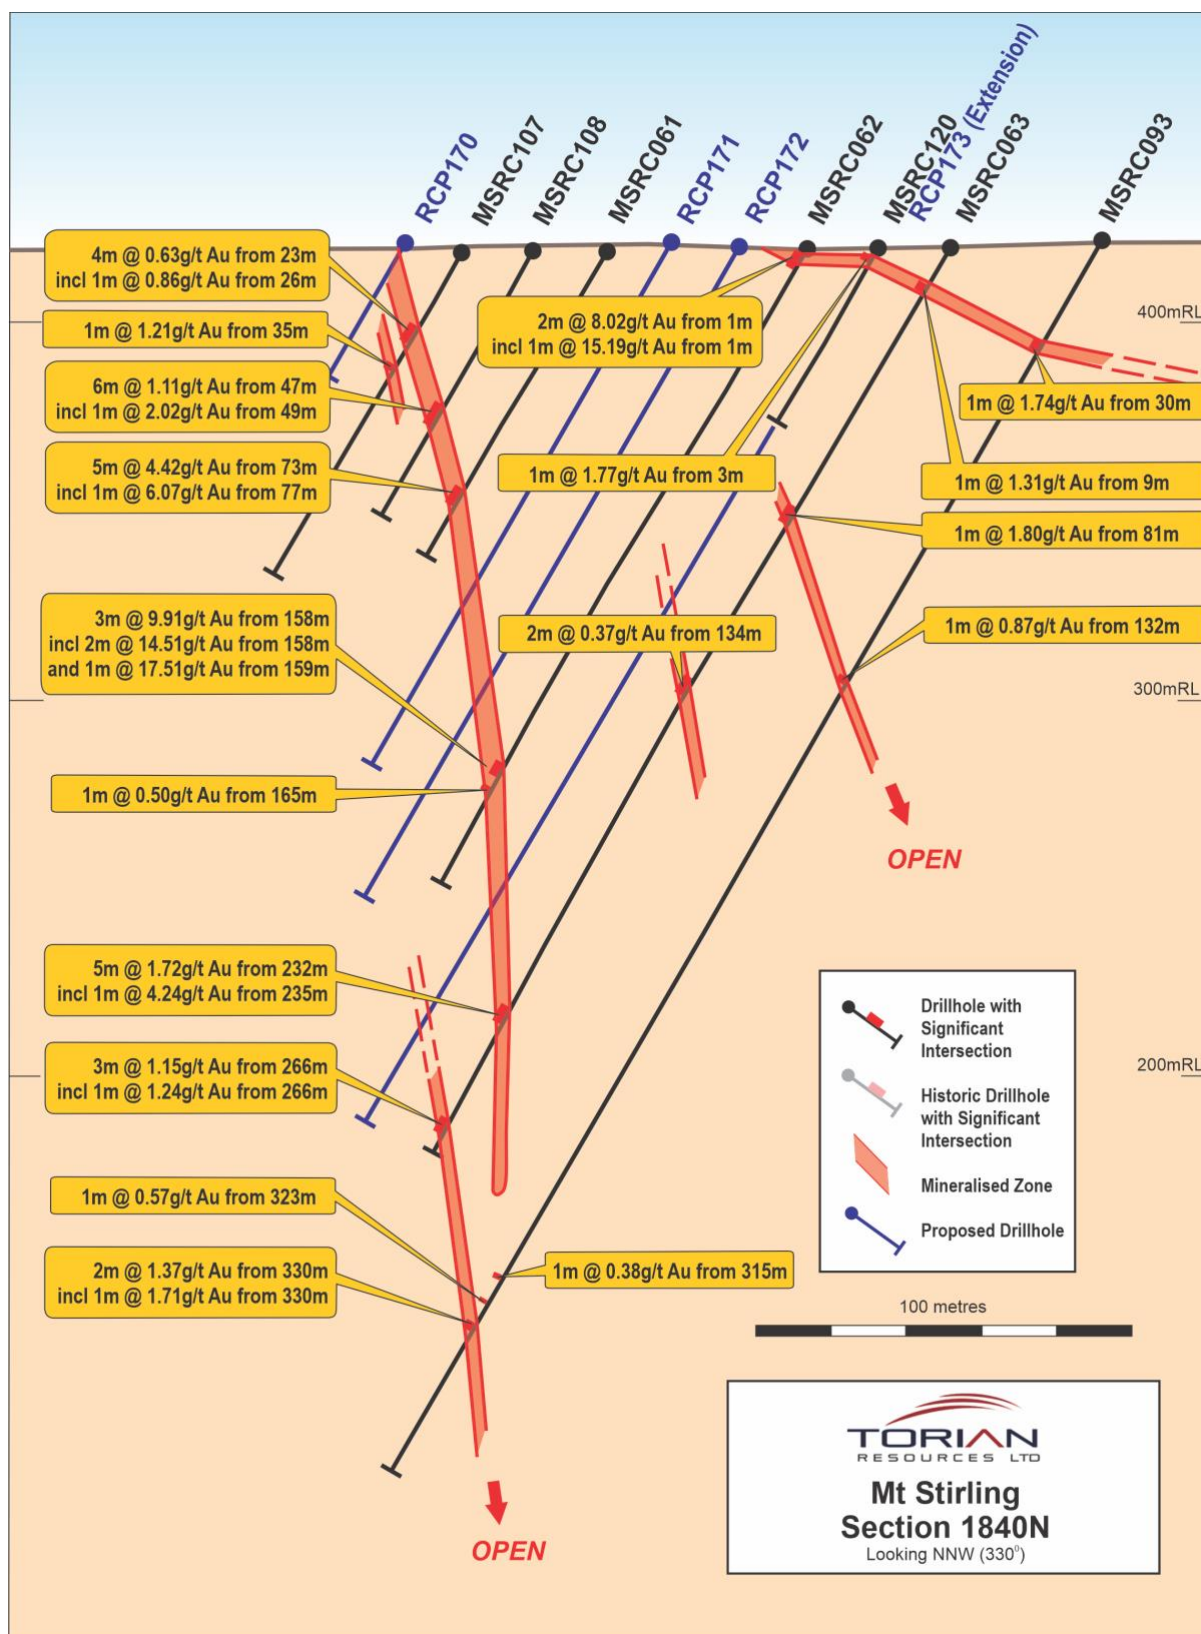 RCP170
MSRC107
MSRC108
MSRC061
RCP171
RCP172
MSRC062
MSRC120
RCP173 (Extension)
MSRC063
MSRC093
4m @ 0.63g/t Au from 23m
incl 1m @ 0.86g/t Au from 26m
1m @ 1.21g/t Au from 35m
6m @ 1.11g/t Au from 47m
incl 1m @ 2.02g/t Au from 49m
5m @ 4.42g/t Au from 73m
incl 1m @ 6.07g/t Au from 77m
2m @ 8.02g/t Au from 1m
incl 1m @ 15.19g/t Au from 1m
400mRL
1m @ 1.74g/t Au from 30m
1m @ 1.77g/t Au from 3m
1m @ 1.31g/t Au from 9m
1m @ 1.80g/t Au from 81m
3m @ 9.91g/t Au from 158m
incl 2m @ 14.51g/t Au from 158m
and 1m @ 17.51g/t Au from 159m
2m @ 0.37g/t Au from 134m
1m @ 0.87g/t Au from 132m
300mRL
1m @ 0.50g/t Au from 165m
OPEN
5m @ 1.72g/t Au from 232m
incl 1m @ 4.24g/t Au from 235m
3m @ 1.15g/t Au from 266m
incl 1m @ 1.24g/t Au from 266m
200mRL
1m @ 0.57g/t Au from 323m
2m @ 1.37g/t Au from 330m
incl 1m @ 1.71g/t Au from 330m
1m @ 0.38g/t Au from 315m
OPEN
Drillhole with
Significant
Intersection
Historic Drillhole
with Significant
Intersection
Mineralised Zone
Proposed Drillhole
100 metres
TORIAN
RESOURCES LTD
Mt Stirling
Section 1840N
Looking NNW (330⁰)